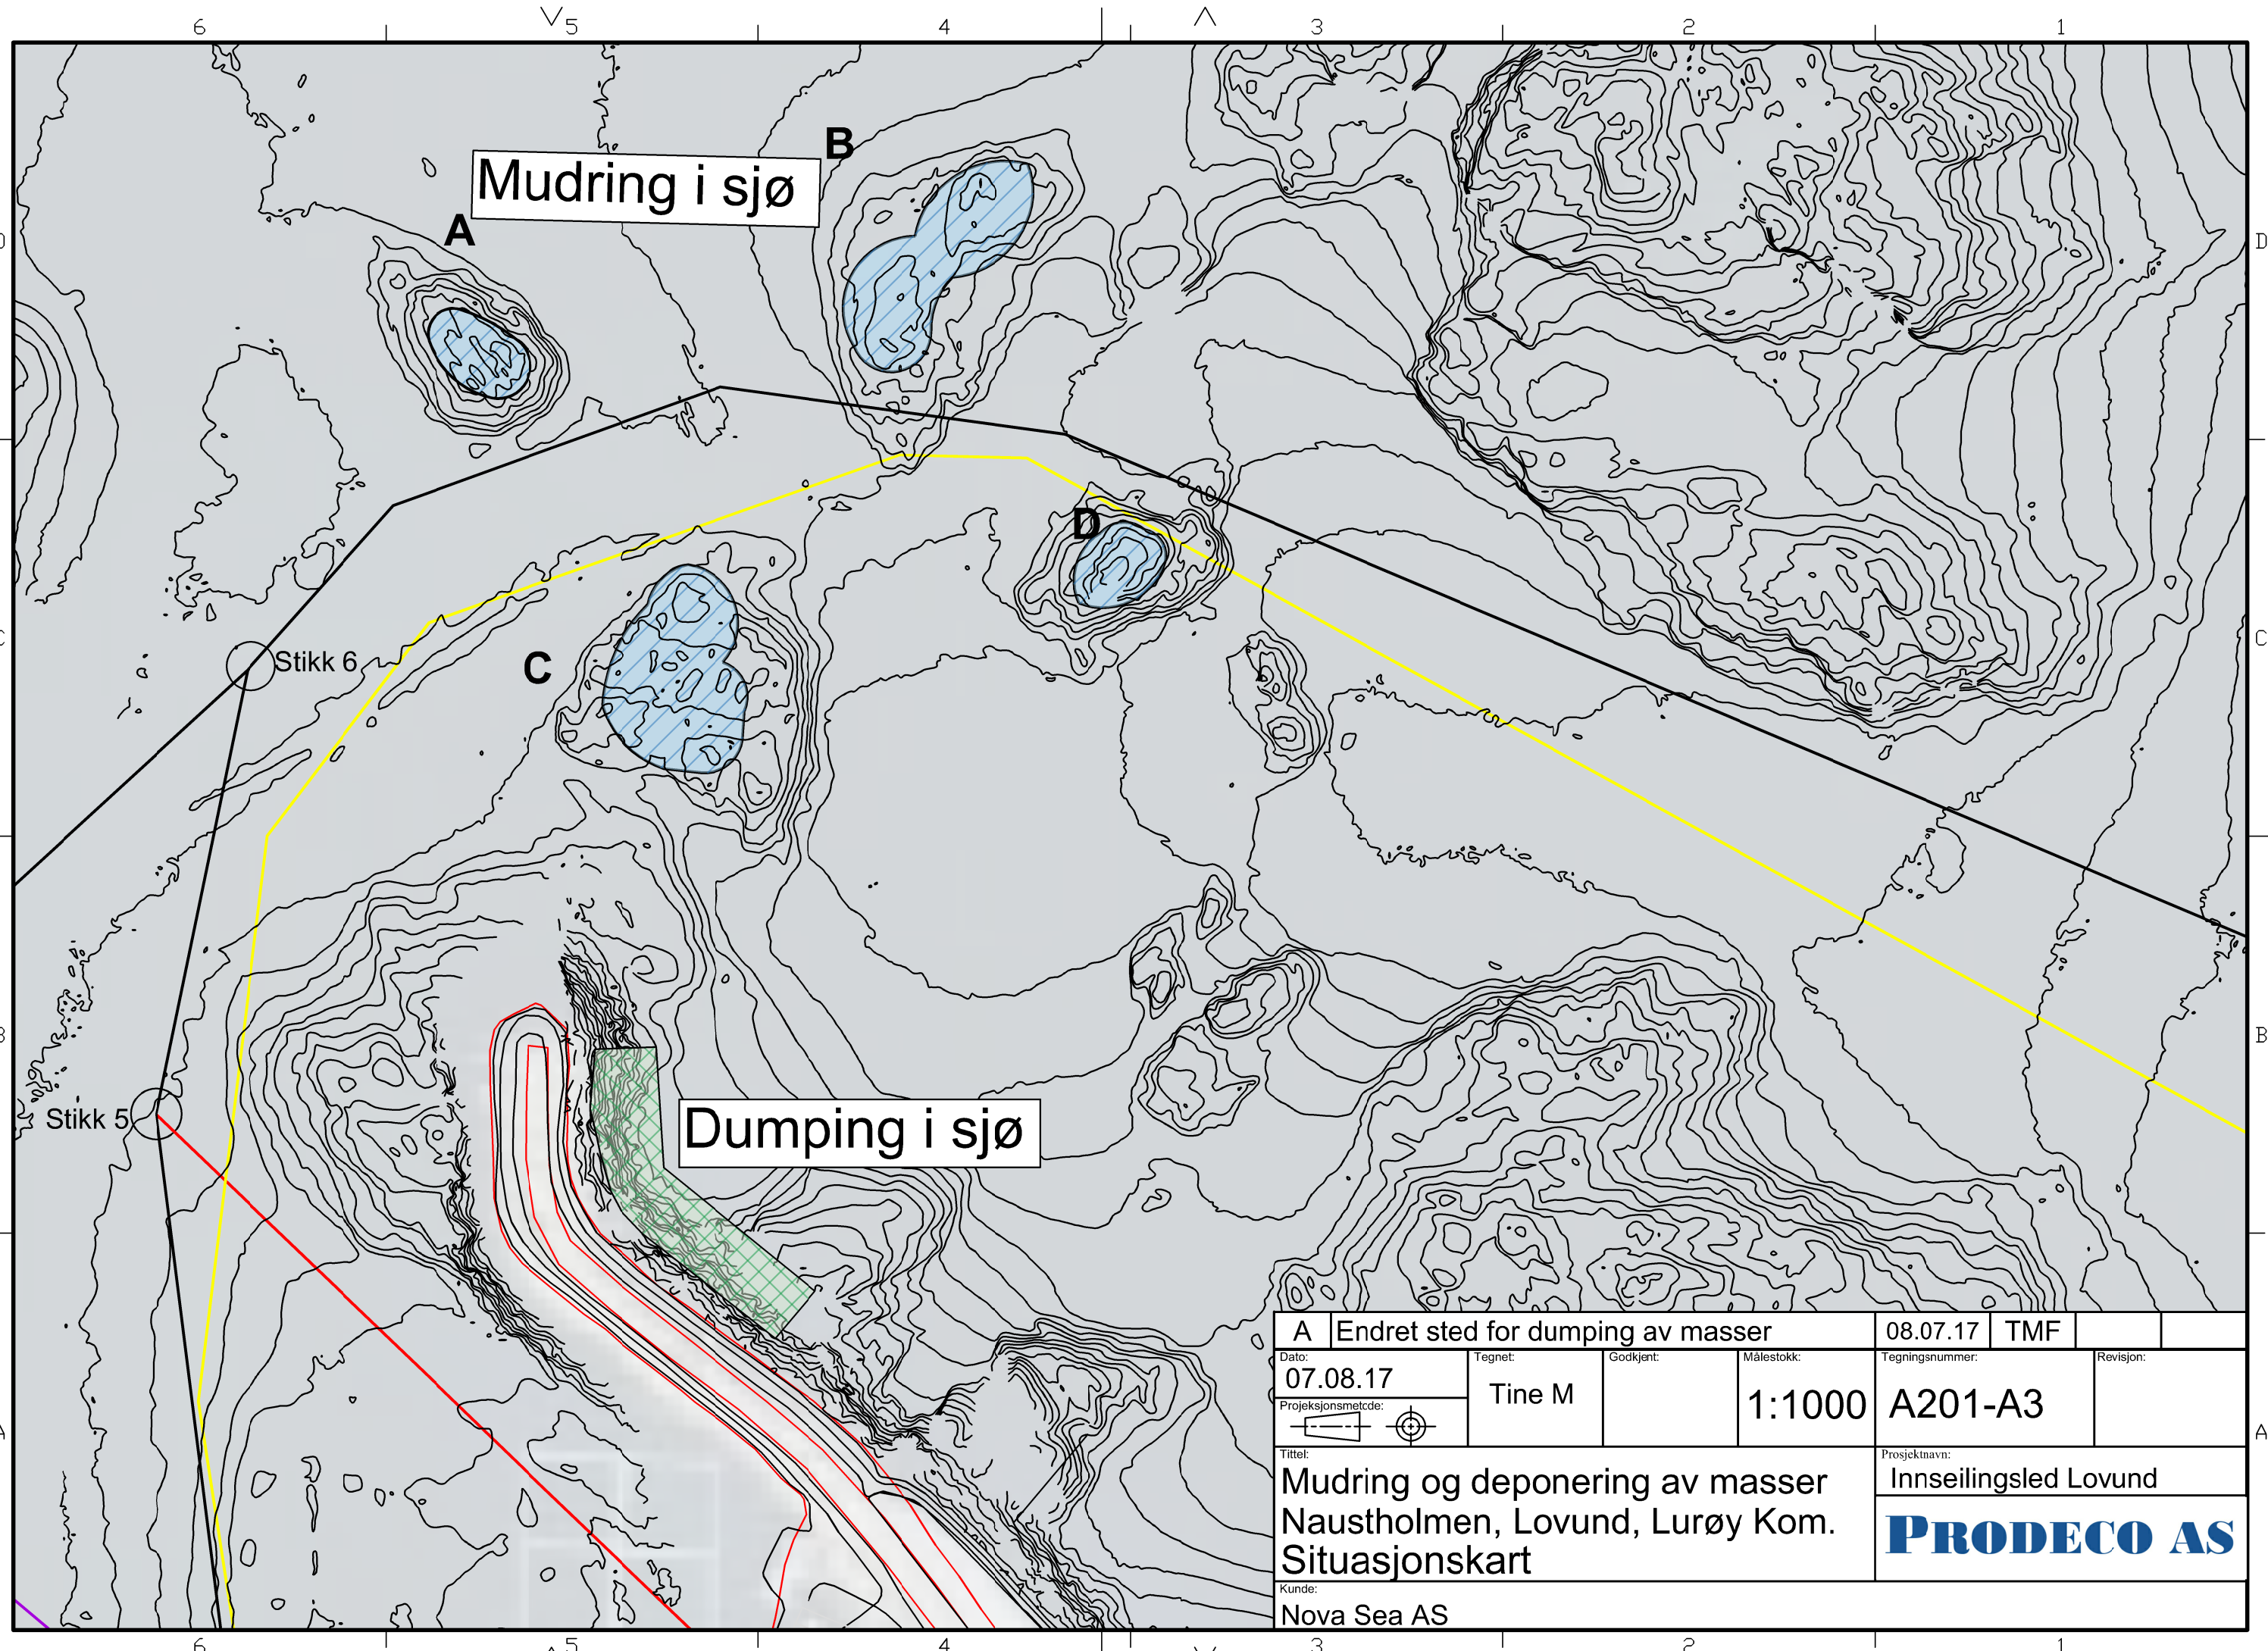 6 5 4 3 2 1
B
Mudring i sjø
A
D
D
C
C
Stikk 6
C
B
Dumping i sjø
Stikk 5
A Endret sted for dumping av masser 08.07.17 TMF
Dato: Tegnet: Godkjent: Målestokk: Tegningsnummer: Revisjon:
07.08.17 Tine M 1:1000 A201-A3
Projeksjonsmetode:
A
Tittel: Prosjektnavn:
Mudring og deponering av masser Innseilingsled Lovund
Naustholmen, Lovund, Lurøy Kom.
PRODECO AS
Situasjonskart
Kunde:
Nova Sea AS
6 5 4 3 2 1